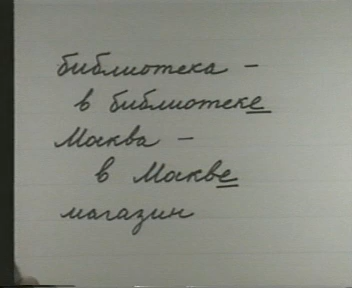 библиотека –
в библиотеке
Москва –
в Москве
магазин